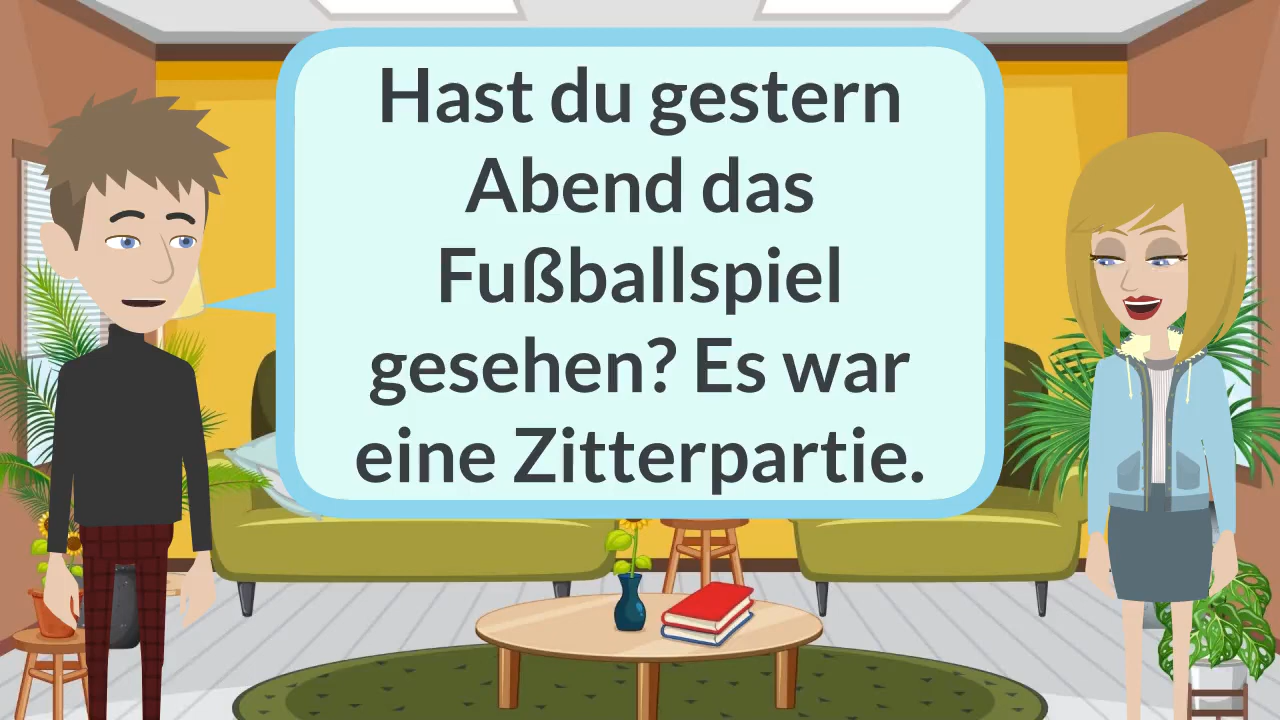 Hast du gestern
Abend das
Fußballspiel
gesehen? Es war
eine Zitterpartie.